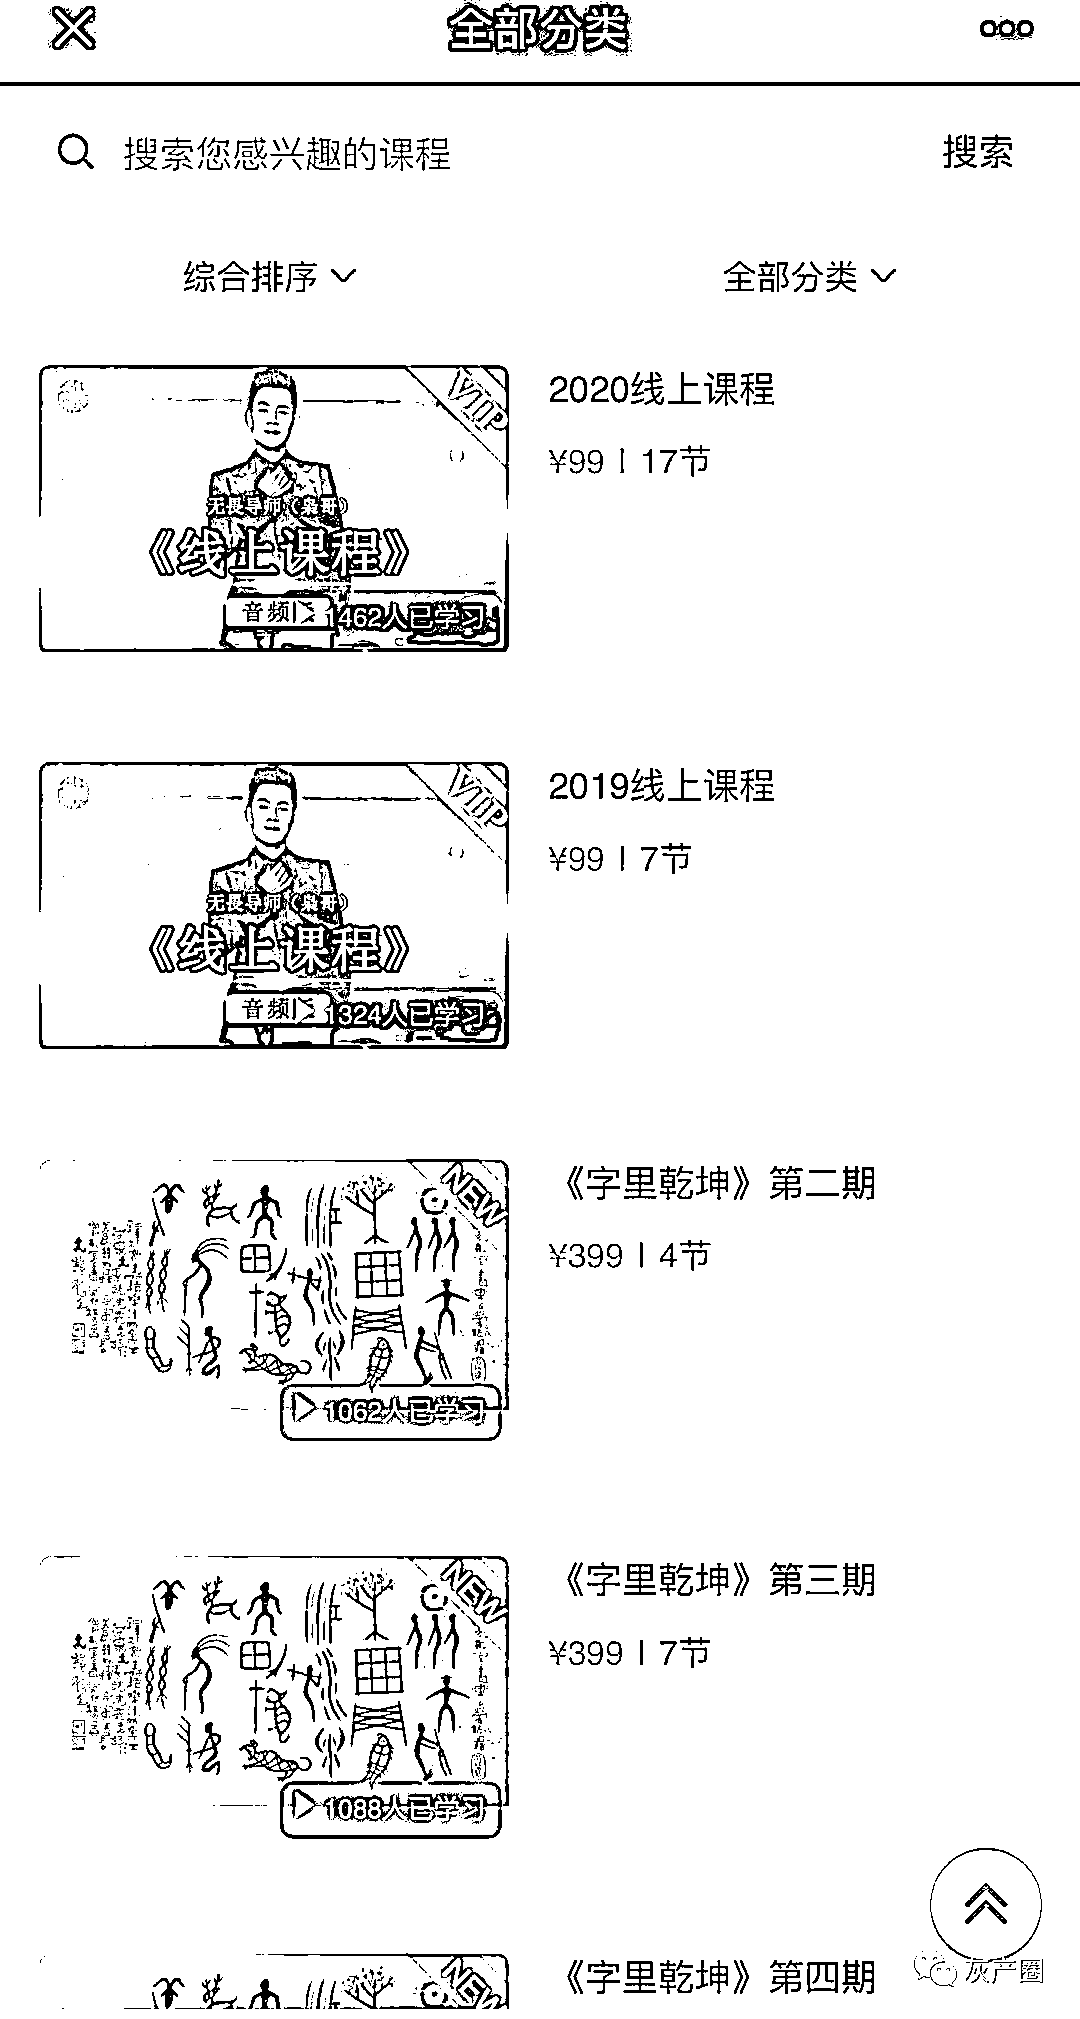 全部分类
搜索您感兴趣的课程
搜索
综合排序
全部分类
VIP
无畏导师（枭哥）
《线上课程》
音频
1462人已学习
2020线上课程
¥99 | 17节
VIP
无畏导师（枭哥）
《线上课程》
音频
1324人已学习
2019线上课程
¥99 | 7节
NEW
1062人已学习
《字里乾坤》第二期
¥399 | 4节
NEW
1088人已学习
《字里乾坤》第三期
¥399 | 7节
NEW
《字里乾坤》第四期
灰产圈